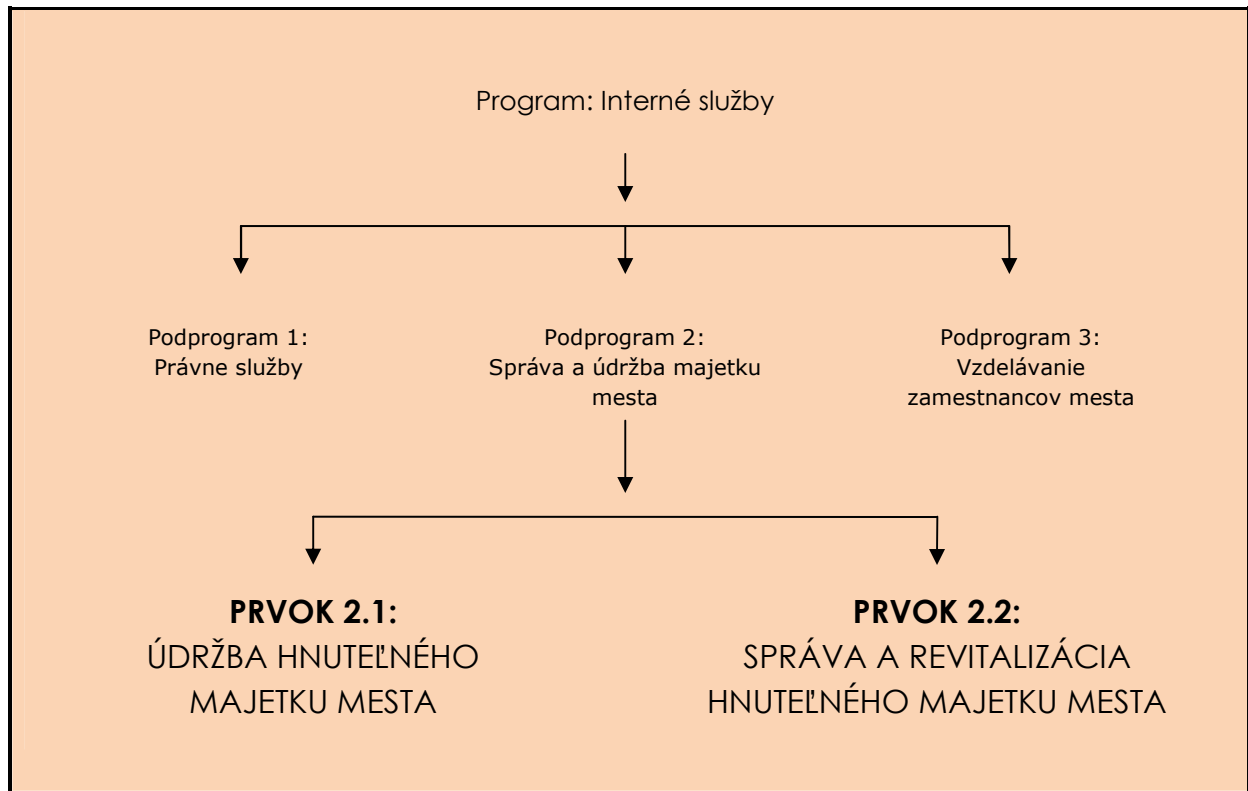 Program: Interné služby
Podprogram 1:
Právne služby
Podprogram 2:
Správa a údržba majetku
mesta
Podprogram 3:
Vzdelávanie
zamestnancov mesta
PRVOK 2.1:
ÚDRŽBA HNUTEĽNÉHO
MAJETKU MESTA
PRVOK 2.2:
SPRÁVA A REVITALIZÁCIA
HNUTEĽNÉHO MAJETKU MESTA